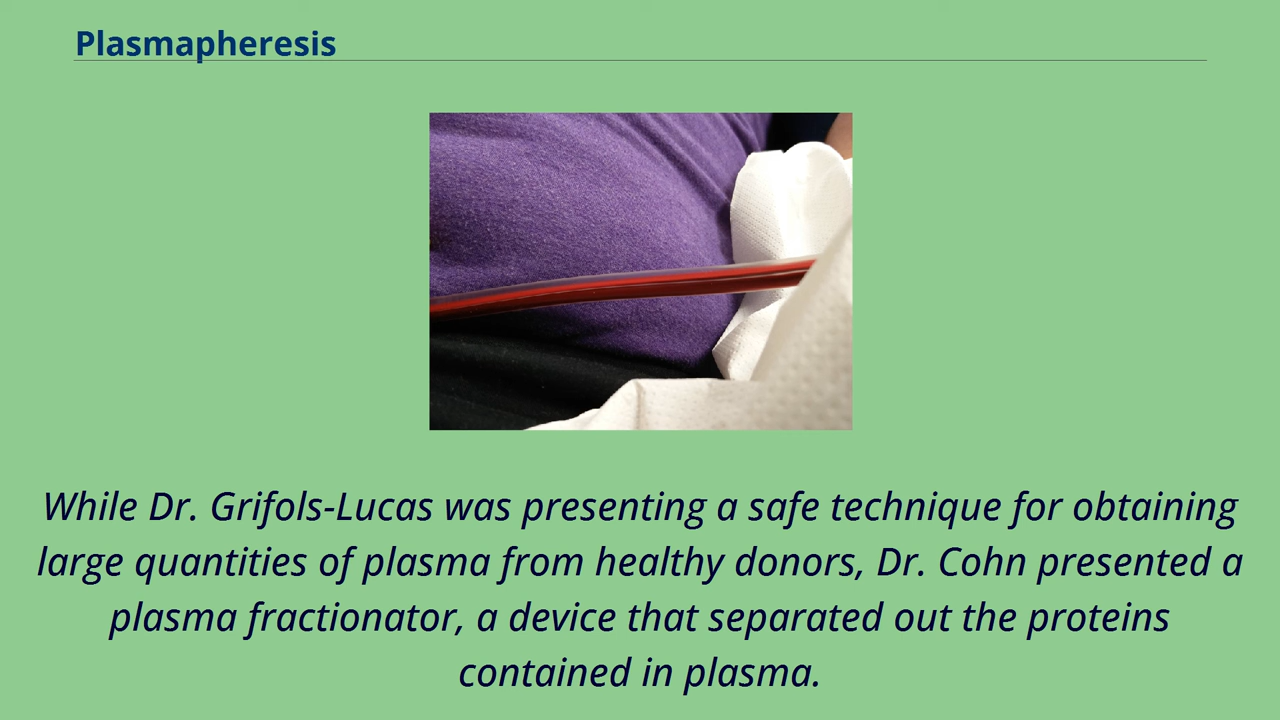 Plasmapheresis
While Dr. Grifols-Lucas was presenting a safe technique for obtaining
large quantities of plasma from healthy donors, Dr. Cohn presented a
plasma fractionator, a device that separated out the proteins
contained in plasma.